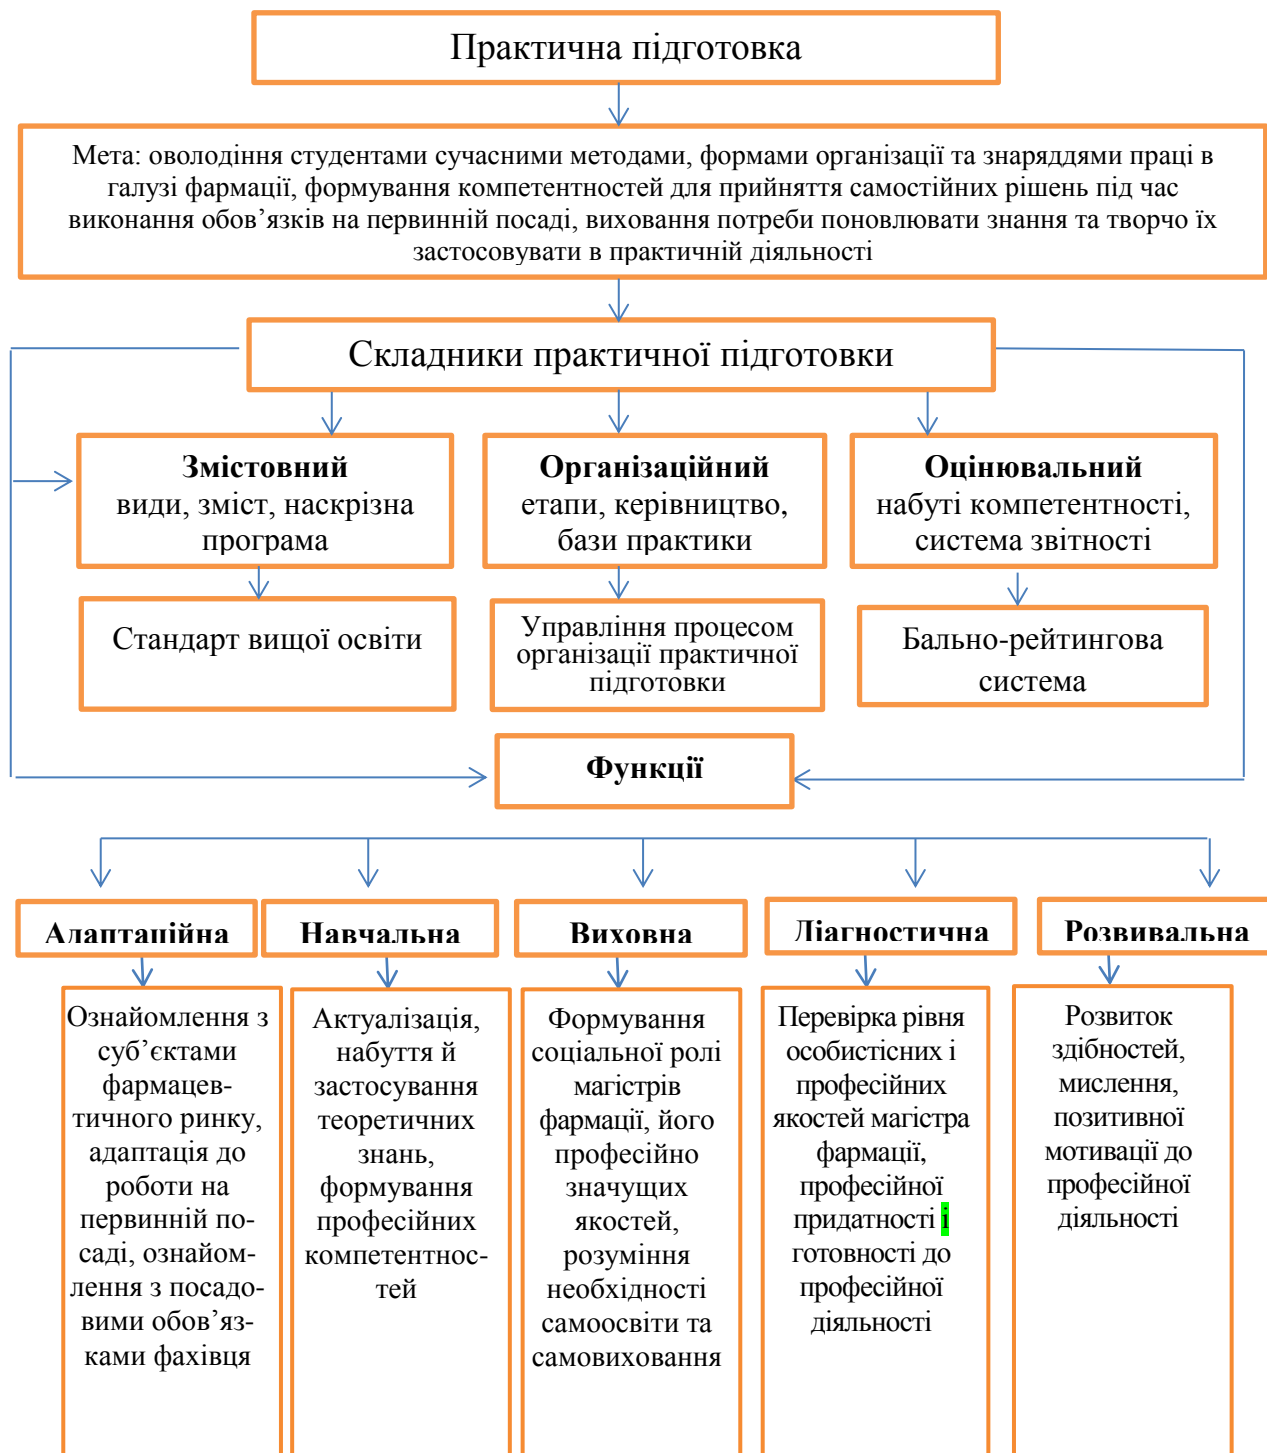 Практична підготовка
Мета: оволодіння студентами сучасними методами, формами організації та знаряддями праці в
галузі фармації, формування компетентностей для прийняття самостійних рішень під час
виконання обов’язків на первинній посаді, виховання потреби поновлювати знання та творчо їх
застосовувати в практичній діяльності
Складники практичної підготовки
Змістовний
види, зміст, наскрізна
програма
Організаційний
етапи, керівництво,
бази практики
Оцінювальний
набуті компетентності,
система звітності
Стандарт вищої освіти
Управління процесом
організації практичної
підготовки
Бально-рейтингова
система
Функції
Адаптаційна
Навчальна
Виховна
Діагностична
Розвивальна
Ознайомлення з
суб’єктами
фармацев-
тичного ринку,
адаптація до
роботи на
первинній по-
саді, ознайом-
лення з посадо-
вими обов’яз-
ками фахівця
Актуалізація,
набуття й
застосування
теоретичних
знань,
формування
професійних
компетентнос-
тей
Формування
соціальної ролі
магістрів
фармації, його
професійно
значущих
якостей,
розуміння
необхідності
самоосвіти та
самовиховання
Перевірка рівня
особистісних і
професійних
якостей магістра
фармації,
професійної
придатності і
готовності до
професійної
діяльності
Розвиток
здібностей,
мислення,
позитивної
мотивації до
професійної
діяльності